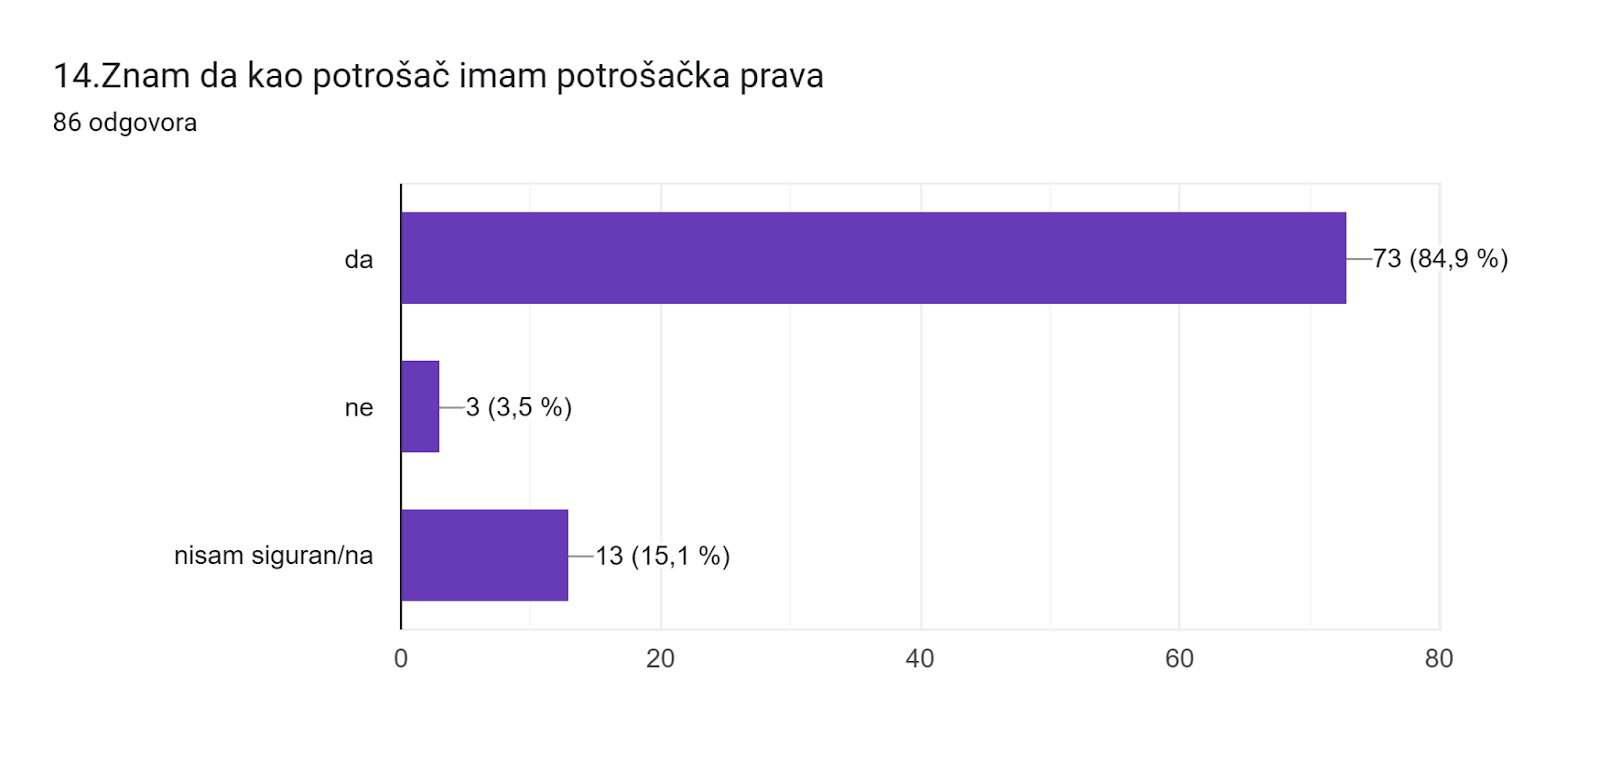 14.Znam da kao potrošač imam potrošačka prava
86 odgovora
da
73 (84,9 %)
ne
3 (3,5 %)
nisam siguran/na
13 (15,1 %)
0 20 40 60 80